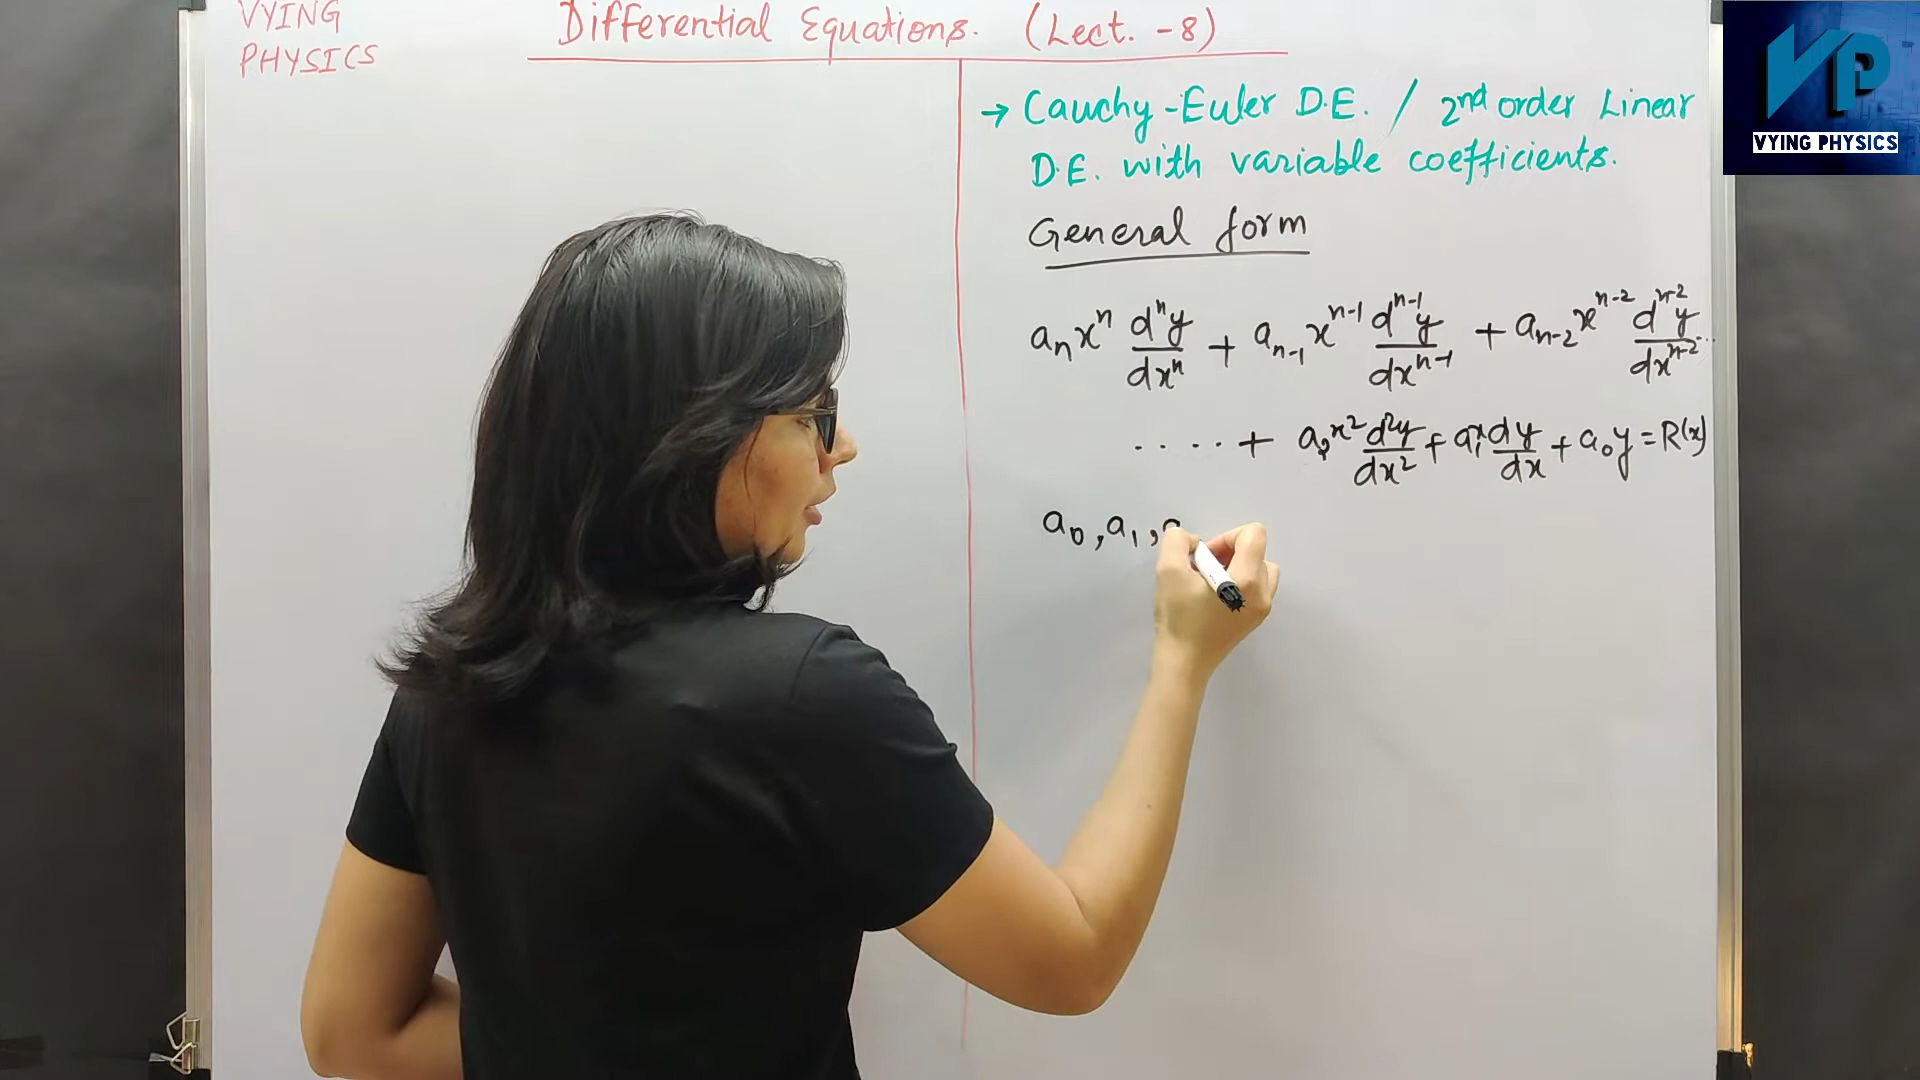 VYING
PHYSICS
Differential Equations. (Lect. -8)
VP
VYING PHYSICS
→ Cauchy-Euler D.E. / 2nd order Linear
D.E. with variable coefficients.
General form
aₙxⁿ dⁿy/dxⁿ + aₙ₋₁xⁿ⁻¹ dⁿ⁻¹y/dxⁿ⁻¹ + aₙ₋₂xⁿ⁻² dⁿ⁻²y/dxⁿ⁻² ..
.....+ a₂x² d²y/dx² + a₁x dy/dx + a₀y = R(x)
a₀, a₁, a